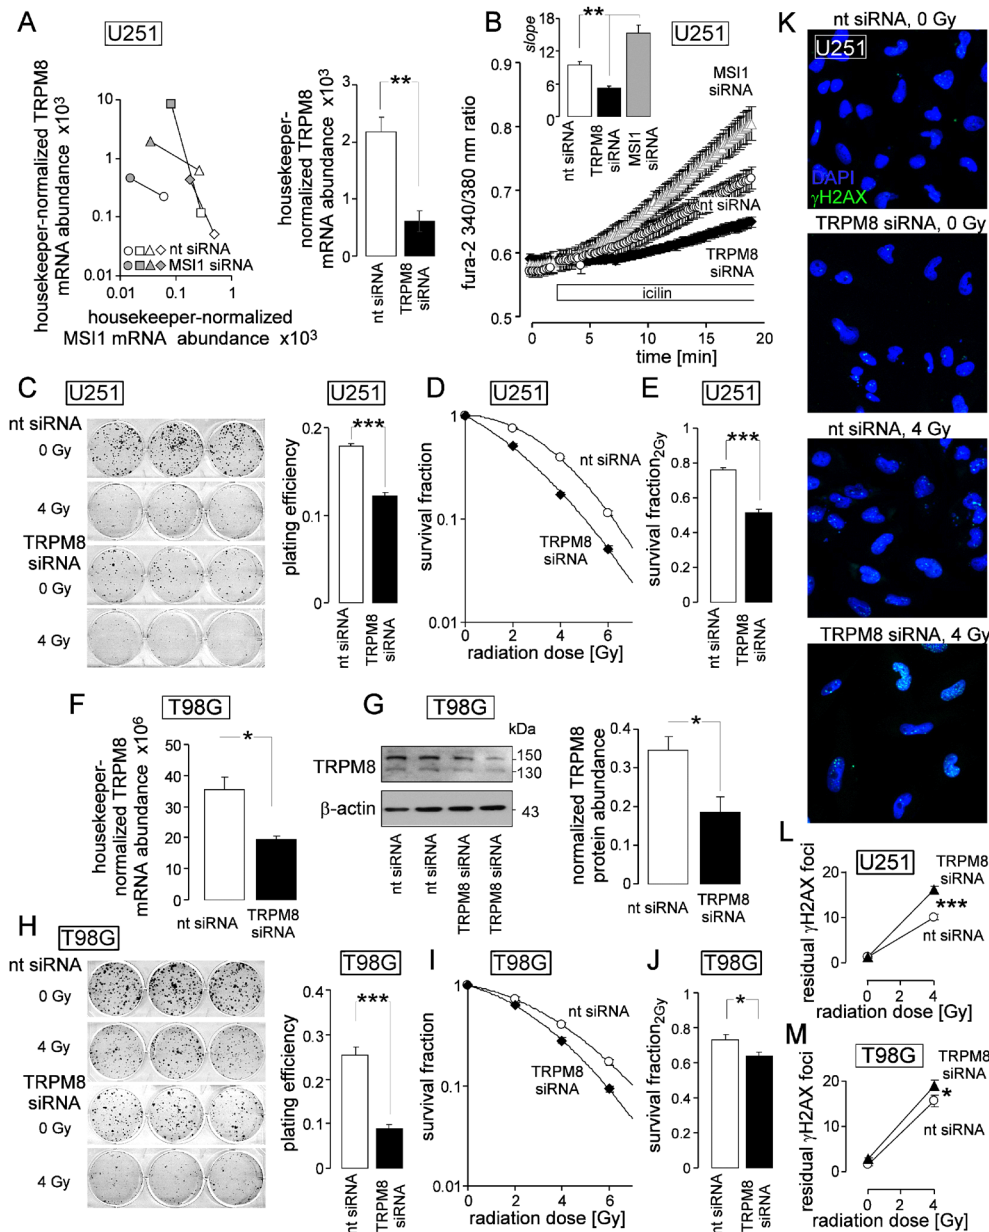 A
U251
housekeeper-normalized TRPM8
mRNA abundance x10³
10
1
0.1
0.01
nt siRNA
MSI1 siRNA
0.01
0.1
1
housekeeper-normalized
MSI1 mRNA abundance x10³
housekeeper-
normalized TRPM8
mRNA abundance x10³
3
2
1
0
**
nt siRNA
TRPM8
siRNA
B
U251
slope
18
12
6
0
**
nt siRNA
TRPM8
siRNA
MSI1
siRNA
fura-2 340/380 nm ratio
0.9
0.8
0.7
0.6
0.5
MSI1
siRNA
nt siRNA
TRPM8
siRNA
icilin
0
5
10
15
20
time [min]
C
U251
nt siRNA
0 Gy
4 Gy
TRPM8
siRNA
0 Gy
4 Gy
U251
plating efficiency
0.2
0.1
0
***
nt siRNA
TRPM8
siRNA
D
U251
survival fraction
1
0.1
0.01
nt siRNA
TRPM8
siRNA
0
2
4
6
radiation dose [Gy]
E
U251
survival fraction2Gy
1
0.8
0.6
0.4
0.2
0
***
nt siRNA
TRPM8
siRNA
F
T98G
housekeeper-
normalized TRPM8
mRNA abundance x10⁶
50
40
30
20
10
0
*
nt siRNA
TRPM8
siRNA
G
T98G
kDa
TRPM8
150
130
β-actin
43
nt siRNA
nt siRNA
TRPM8 siRNA
TRPM8 siRNA
normalized TRPM8
protein abundance
0.4
0.3
0.2
0.1
0
*
nt siRNA
TRPM8
siRNA
H
T98G
nt siRNA
0 Gy
4 Gy
TRPM8
siRNA
0 Gy
4 Gy
T98G
plating efficiency
0.4
0.3
0.2
0.1
0
***
nt siRNA
TRPM8
siRNA
I
T98G
survival fraction
1
0.1
0.01
nt siRNA
TRPM8
siRNA
0
2
4
6
radiation dose [Gy]
J
T98G
survival fraction2Gy
1
0.8
0.6
0.4
0.2
0
*
nt siRNA
TRPM8
siRNA
K
nt siRNA, 0 Gy
U251
DAPI
γH2AX
TRPM8 siRNA, 0 Gy
nt siRNA, 4 Gy
TRPM8 siRNA, 4 Gy
L
U251
residual γH2AX foci
20
10
0
TRPM8
siRNA
***
nt siRNA
0
2
4
radiation dose [Gy]
M
T98G
residual γH2AX foci
20
10
0
TRPM8
siRNA
*
nt siRNA
0
2
4
radiation dose [Gy]